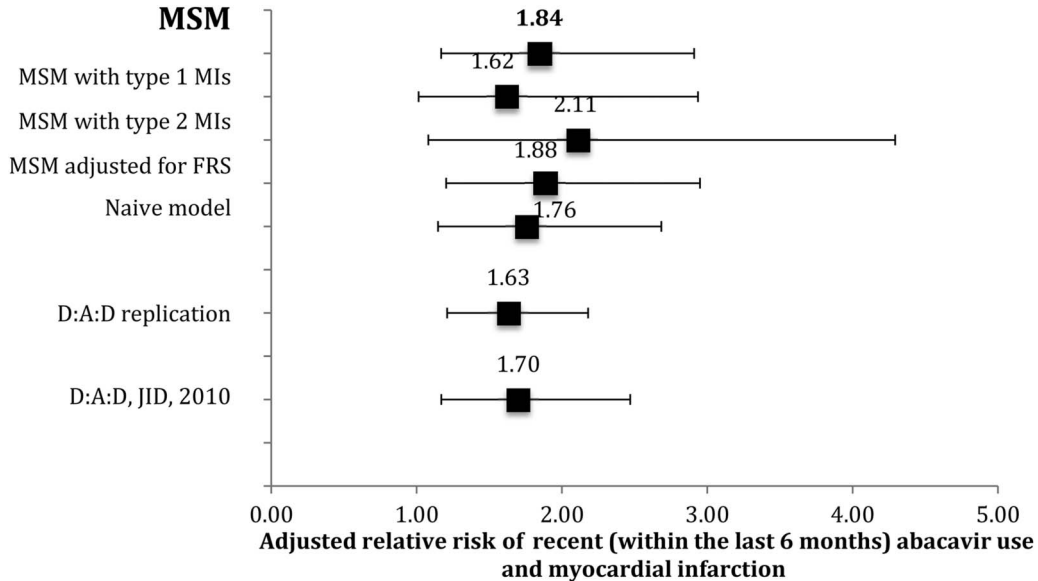 MSM
1.84
MSM with type 1 MIs
1.62
MSM with type 2 MIs
2.11
MSM adjusted for FRS
1.88
Naive model
1.76
D:A:D replication
1.63
D:A:D, JID, 2010
1.70
0.00 1.00 2.00 3.00 4.00 5.00
Adjusted relative risk of recent (within the last 6 months) abacavir use
and myocardial infarction